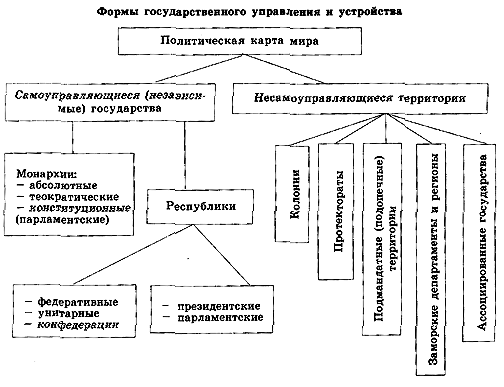 Формы государственного управления и устройства
Политическая карта мира
Самоуправляющиеся (независи-
мые) государства
Несамоуправляющиеся территории
Монархии:
– абсолютные
– теократические
– конституционные
(парламентские)
Республики
– федеративные
– унитарные
– конфедерации
– президентские
– парламентские
Колонии
Протектораты
Подмандатные (подопечные)
территории
Заморские департаменты и регионы
Ассоциированные государства